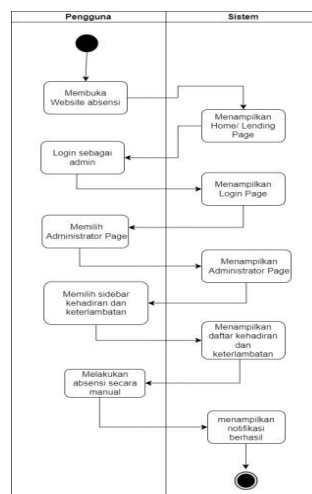 Pengguna
Sistem
Membuka
Website absensi
Menampilkan
Home/ Lending
Page
Login sebagai
admin
Menampilkan
Login Page
Memilih
Administrator Page
Menampilkan
Administrator Page
Memilih sidebar
kehadiran dan
keterlambatan
Menampilkan
daftar kehadiran
dan
keterlambatan
Melakukan
absensi secara
manual
menampilkan
notifikasi
berhasil